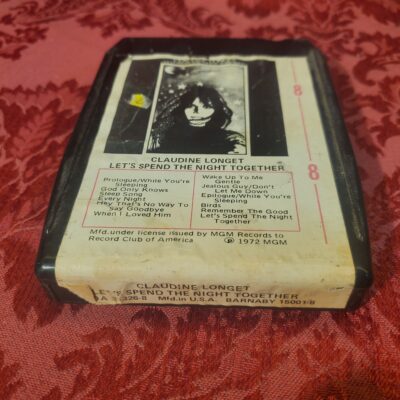 8
8
CLAUDINE LONGET
LET'S SPEND THE NIGHT TOGETHER
Prologue/While You're
Sleeping
God Only Knows
Sleep Song
Every Night
Hey That's No Way To
Say Goodbye
When I Loved Him
Wake Up To Me
Gentle
Jealous Guy/Don't
Let Me Down
Epilogue/While You're
Sleeping
Birds
Remember The Good
Let's Spend The Night
Together
Mfd.under license issued by MGM Records to
Record Club of America ℗ 1972 MGM
CLAUDINE LONGET
LET'S SPEND THE NIGHT TOGETHER
Mfd.in U.S.A. BARNABY 15001-8